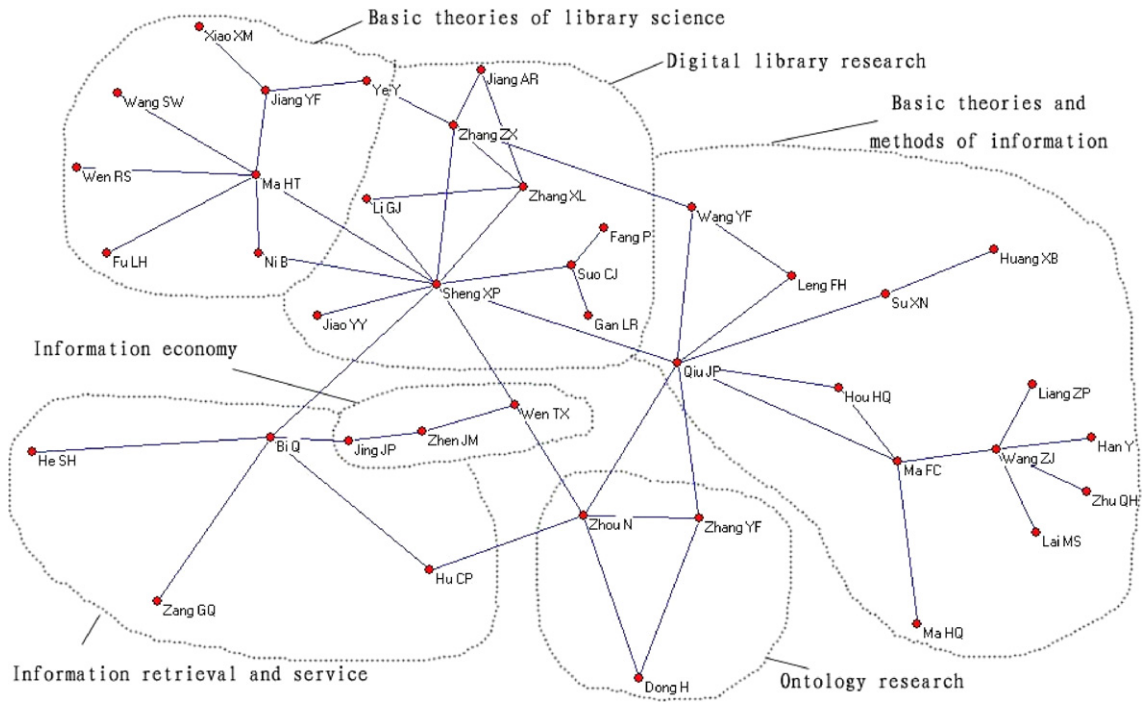 Basic theories of library science
Xiao XM
Digital library research
Jiang AR
Ye Y
Wang SW
Jiang YF
Basic theories and
methods of information
Zhang ZX
Wen RS
Ma HT
Zhang XL
Li GJ
Wang YF
Fang P
Fu LH
Ni B
Huang XB
Suo CJ
Leng FH
Sheng XP
Su XN
Jiao YY
Gan LR
Information economy
Qiu JP
Hou HQ
Liang ZP
Wen TX
Zhen JM
Bi Q
Jing JP
Han Y
He SH
Wang ZJ
Ma FC
Zhu QH
Zhou N
Zhang YF
Lai MS
Hu CP
Zang GQ
Ma HQ
Information retrieval and service
Dong H
Ontology research